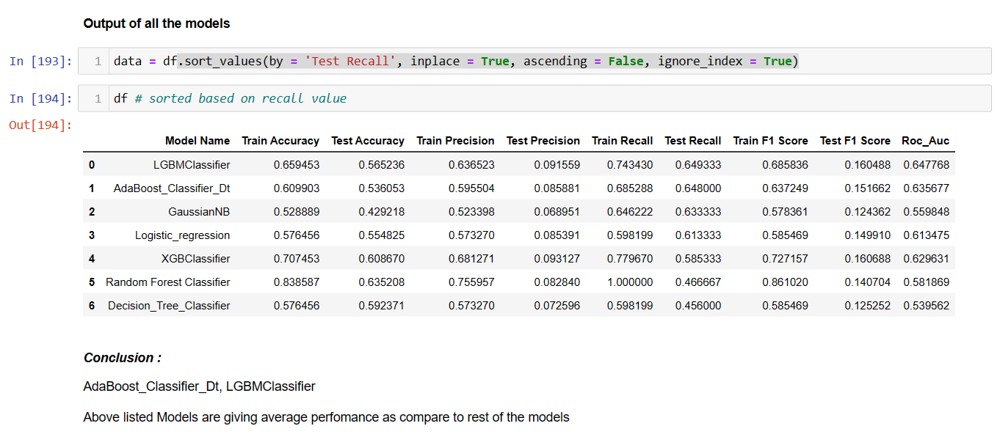 Output of all the models
In [193]: 1 data = df.sort_values(by = 'Test Recall', inplace = True, ascending = False, ignore_index = True)
In [194]: 1 df # sorted based on recall value
Out[194]:
Model Name Train Accuracy Test Accuracy Train Precision Test Precision Train Recall Test Recall Train F1 Score Test F1 Score Roc_Auc
0 LGBMClassifier 0.659453 0.565236 0.636523 0.091559 0.743430 0.649333 0.685836 0.160488 0.647768
1 AdaBoost_Classifier_Dt 0.609903 0.536053 0.595504 0.085881 0.685288 0.648000 0.637249 0.151662 0.635677
2 GaussianNB 0.528889 0.429218 0.523398 0.068951 0.646222 0.633333 0.578361 0.124362 0.559848
3 Logistic_regression 0.576456 0.554825 0.573270 0.085391 0.598199 0.613333 0.585469 0.149910 0.613475
4 XGBClassifier 0.707453 0.608670 0.681271 0.093127 0.779670 0.585333 0.727157 0.160688 0.629631
5 Random Forest Classifier 0.838587 0.635208 0.755957 0.082840 1.000000 0.466667 0.861020 0.140704 0.581869
6 Decision_Tree_Classifier 0.576456 0.592371 0.573270 0.072596 0.598199 0.456000 0.585469 0.125252 0.539562
Conclusion :
AdaBoost_Classifier_Dt, LGBMClassifier
Above listed Models are giving average perfomance as compare to rest of the models